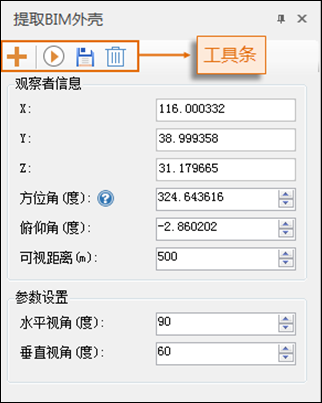 提取BIM外壳
工具条
观察者信息
X: 116.000332
Y: 38.999358
Z: 31.179665
方位角(度): 324.643616
俯仰角(度): -2.860202
可视距离(m): 500
参数设置
水平视角(度): 90
垂直视角(度): 60